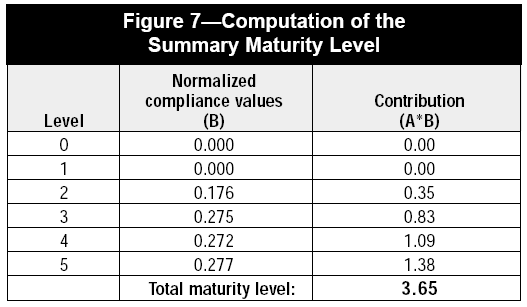 Figure 7—Computation of the
Summary Maturity Level
Level
Normalized
compliance values
(B)
Contribution
(A*B)
0 0.000 0.00
1 0.000 0.00
2 0.176 0.35
3 0.275 0.83
4 0.272 1.09
5 0.277 1.38
Total maturity level: 3.65